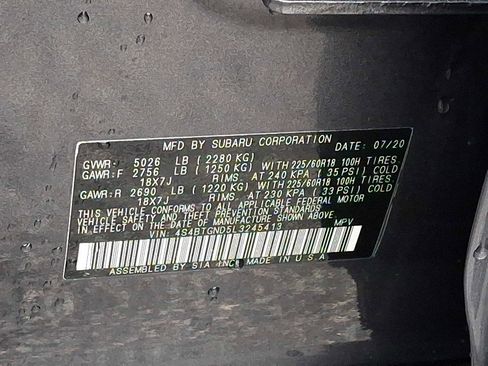 MFD BY SUBARU CORPORATION DATE: 07/20
GVWR: 5026 LB (2280 KG)
GAWR:F 2756 LB (1250 KG) WITH 225/60R18 100H TIRES
18X7J RIMS. AT 240 KPA (35 PSI) COLD
GAWR:R 2690 LB (1220 KG) WITH 225/60R18 100H TIRES
18X7J RIMS. AT 230 KPA (33 PSI) COLD
THIS VEHICLE CONFORMS TO ALL APPLICABLE FEDERAL MOTOR
VEHICLE SAFETY, BUMPER, AND THEFT PREVENTION STANDARDS
IN EFFECT ON THE DATE OF MANUFACTURE SHOWN ABOVE.
VIN: 4S4BTGND5L3245413 MPV
ASSEMBLED BY SIA INC. MADE IN U.S.A